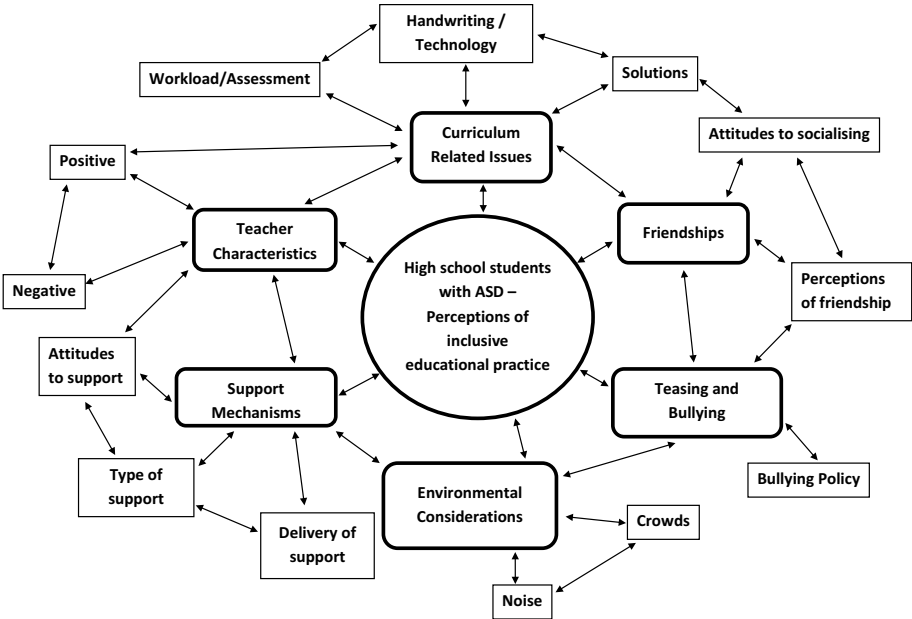 Handwriting /
Technology
Workload/Assessment
Solutions
Curriculum
Related Issues
Attitudes to socialising
Positive
Teacher
Characteristics
Friendships
Negative
High school students
with ASD –
Perceptions of
inclusive
educational practice
Perceptions
of friendship
Attitudes
to support
Support
Mechanisms
Teasing and
Bullying
Type of
support
Bullying Policy
Environmental
Considerations
Delivery of
support
Crowds
Noise